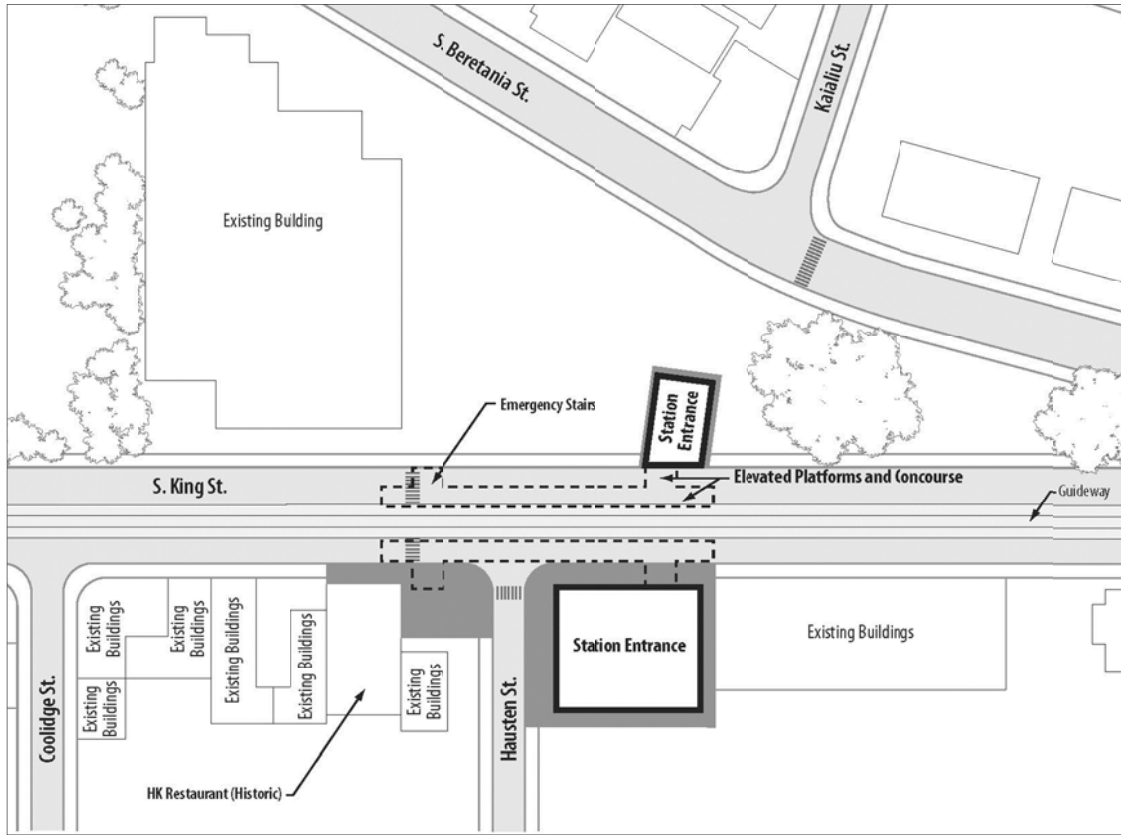 S. Beretania St.
Kaialiu St.
Existing Building
Emergency Stairs
Station
Entrance
Elevated Platforms and Concourse
S. King St.
Guideway
Existing
Buildings
Existing
Buildings
Existing Buildings
Existing Buildings
Existing
Buildings
Existing
Buildings
Station Entrance
Existing Buildings
Coolidge St.
Hausten St.
HK Restaurant (Historic)